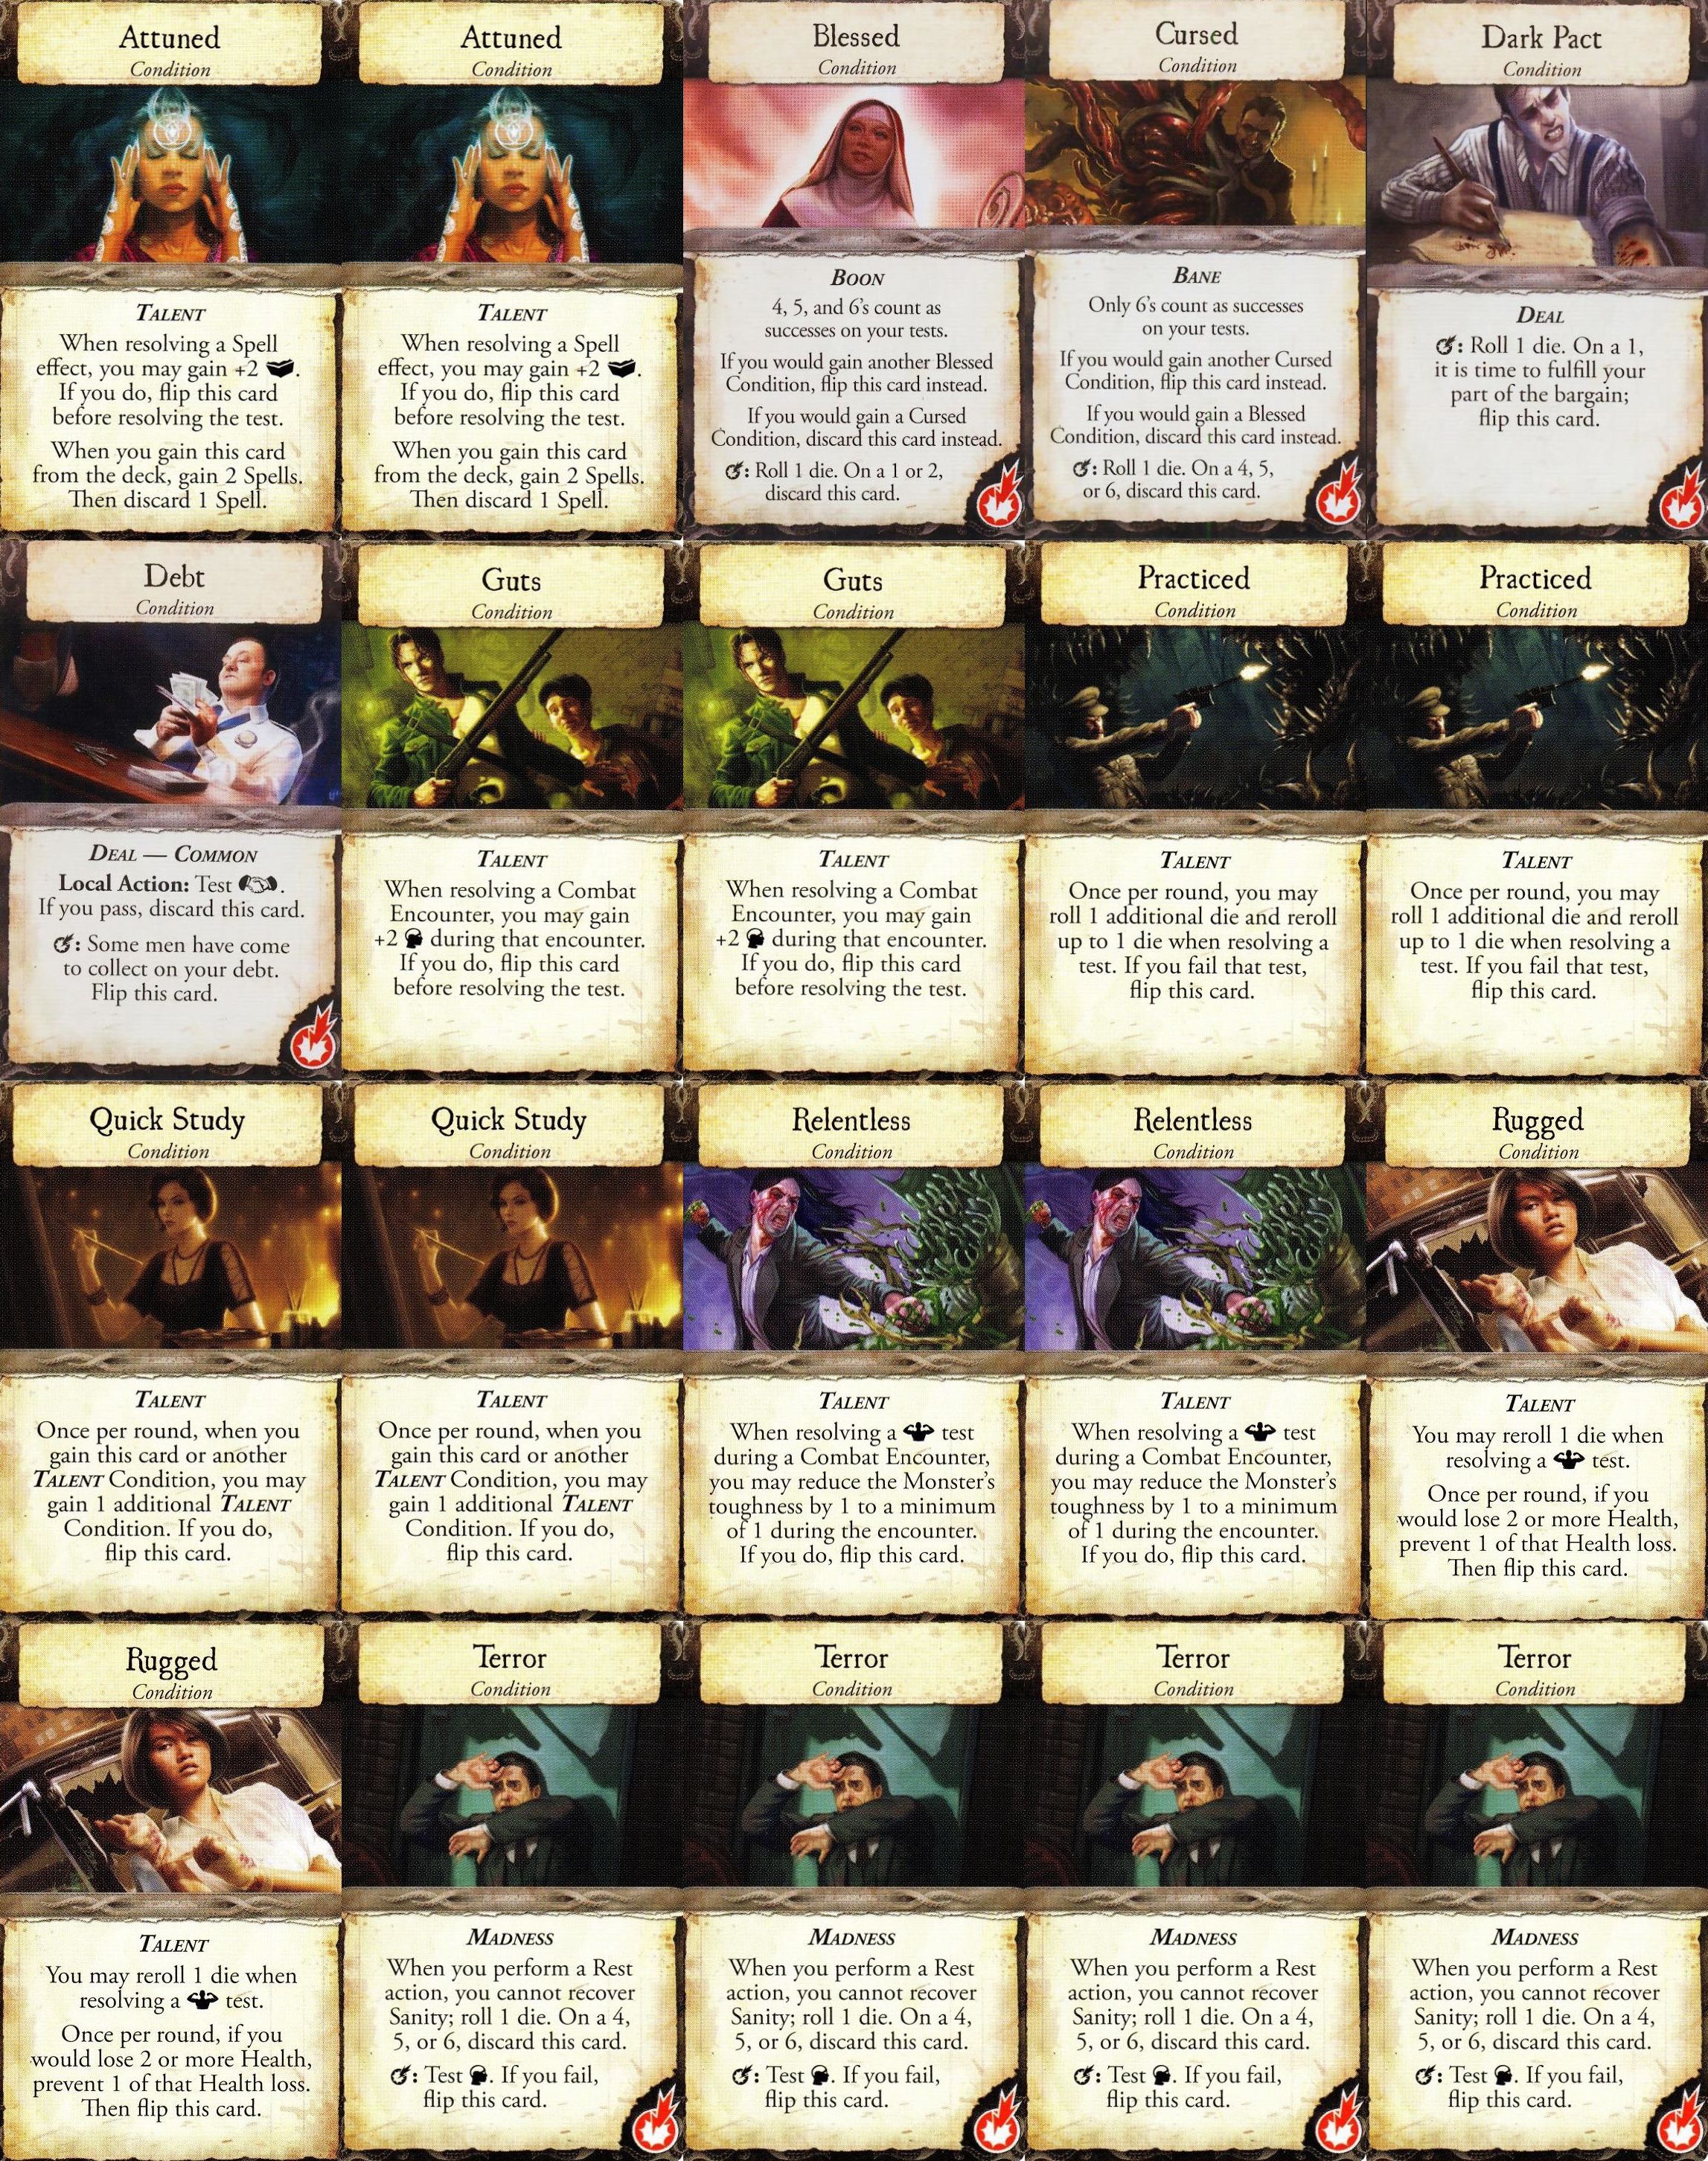 Attuned
Condition
TALENT
When resolving a Spell
effect, you may gain +2 .
If you do, flip this card
before resolving the test.
When you gain this card
from the deck, gain 2 Spells.
Then discard 1 Spell.
Attuned
Condition
TALENT
When resolving a Spell
effect, you may gain +2 .
If you do, flip this card
before resolving the test.
When you gain this card
from the deck, gain 2 Spells.
Then discard 1 Spell.
Blessed
Condition
BOON
4, 5, and 6's count as
successes on your tests.
If you would gain another Blessed
Condition, flip this card instead.
If you would gain a Cursed
Condition, discard this card instead.
: Roll 1 die. On a 1 or 2,
discard this card.
Cursed
Condition
BANE
Only 6's count as successes
on your tests.
If you would gain another Cursed
Condition, flip this card instead.
If you would gain a Blessed
Condition, discard this card instead.
: Roll 1 die. On a 4, 5,
or 6, discard this card.
Dark Pact
Condition
DEAL
: Roll 1 die. On a 1,
it is time to fulfill your
part of the bargain;
flip this card.
Debt
Condition
DEAL — COMMON
Local Action: Test .
If you pass, discard this card.
: Some men have come
to collect on your debt.
Flip this card.
Guts
Condition
TALENT
When resolving a Combat
Encounter, you may gain
+2 during that encounter.
If you do, flip this card
before resolving the test.
Guts
Condition
TALENT
When resolving a Combat
Encounter, you may gain
+2 during that encounter.
If you do, flip this card
before resolving the test.
Practiced
Condition
TALENT
Once per round, you may
roll 1 additional die and reroll
up to 1 die when resolving a
test. If you fail that test,
flip this card.
Practiced
Condition
TALENT
Once per round, you may
roll 1 additional die and reroll
up to 1 die when resolving a
test. If you fail that test,
flip this card.
Quick Study
Condition
TALENT
Once per round, when you
gain this card or another
TALENT Condition, you may
gain 1 additional TALENT
Condition. If you do,
flip this card.
Quick Study
Condition
TALENT
Once per round, when you
gain this card or another
TALENT Condition, you may
gain 1 additional TALENT
Condition. If you do,
flip this card.
Relentless
Condition
TALENT
When resolving a test
during a Combat Encounter,
you may reduce the Monster's
toughness by 1 to a minimum
of 1 during the encounter.
If you do, flip this card.
Relentless
Condition
TALENT
When resolving a test
during a Combat Encounter,
you may reduce the Monster's
toughness by 1 to a minimum
of 1 during the encounter.
If you do, flip this card.
Rugged
Condition
TALENT
You may reroll 1 die when
resolving a test.
Once per round, if you
would lose 2 or more Health,
prevent 1 of that Health loss.
Then flip this card.
Rugged
Condition
TALENT
You may reroll 1 die when
resolving a test.
Once per round, if you
would lose 2 or more Health,
prevent 1 of that Health loss.
Then flip this card.
Terror
Condition
MADNESS
When you perform a Rest
action, you cannot recover
Sanity; roll 1 die. On a 4,
5, or 6, discard this card.
: Test . If you fail,
flip this card.
Terror
Condition
MADNESS
When you perform a Rest
action, you cannot recover
Sanity; roll 1 die. On a 4,
5, or 6, discard this card.
: Test . If you fail,
flip this card.
Terror
Condition
MADNESS
When you perform a Rest
action, you cannot recover
Sanity; roll 1 die. On a 4,
5, or 6, discard this card.
: Test . If you fail,
flip this card.
Terror
Condition
MADNESS
When you perform a Rest
action, you cannot recover
Sanity; roll 1 die. On a 4,
5, or 6, discard this card.
: Test . If you fail,
flip this card.